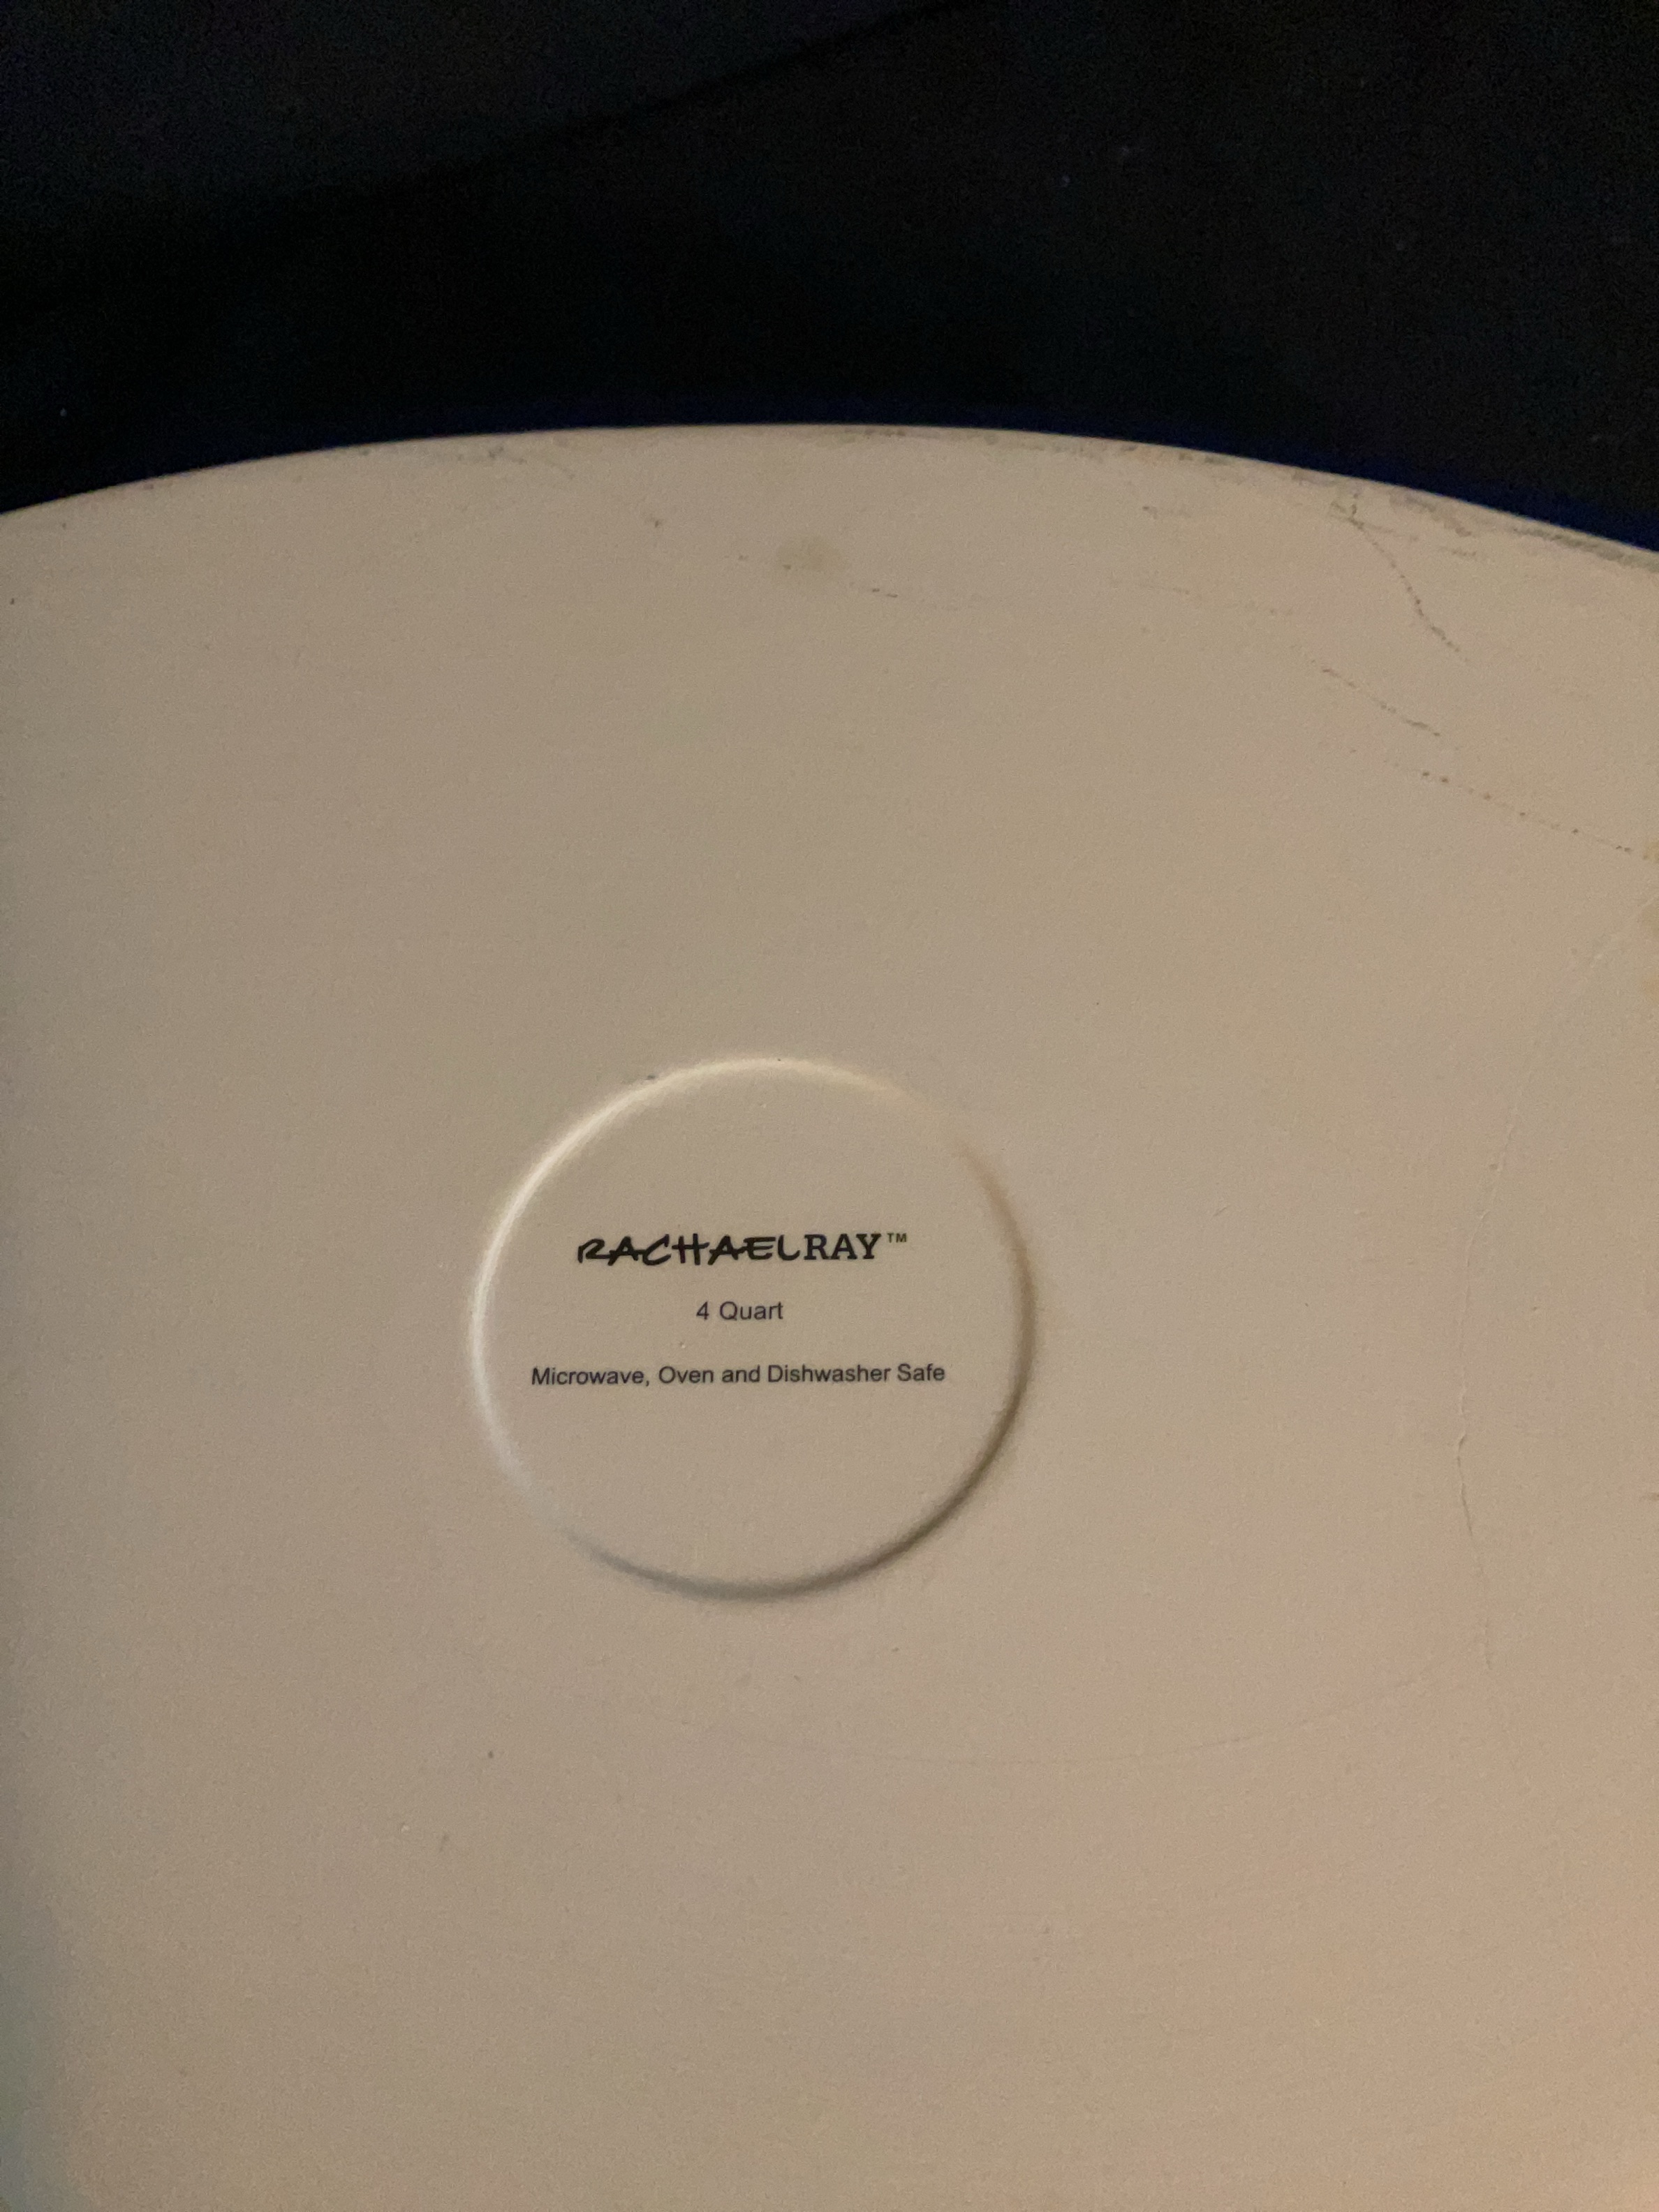 RACHAELRAY™
4 Quart
Microwave, Oven and Dishwasher Safe